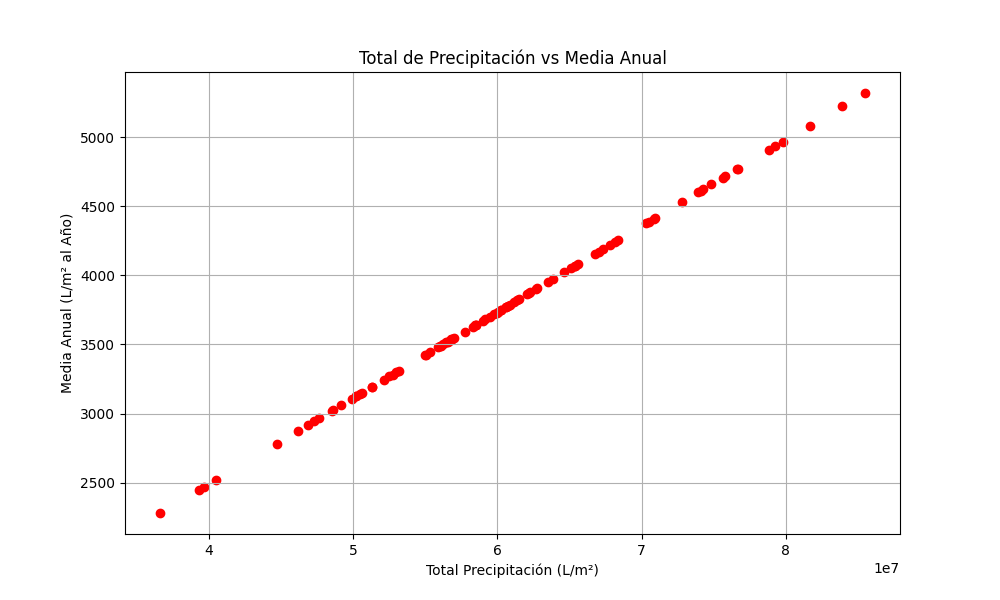 Total de Precipitación vs Media Anual
Media Anual (L/m² al Año)
5000
4500
4000
3500
3000
2500
4 5 6 7 8
1e7
Total Precipitación (L/m²)